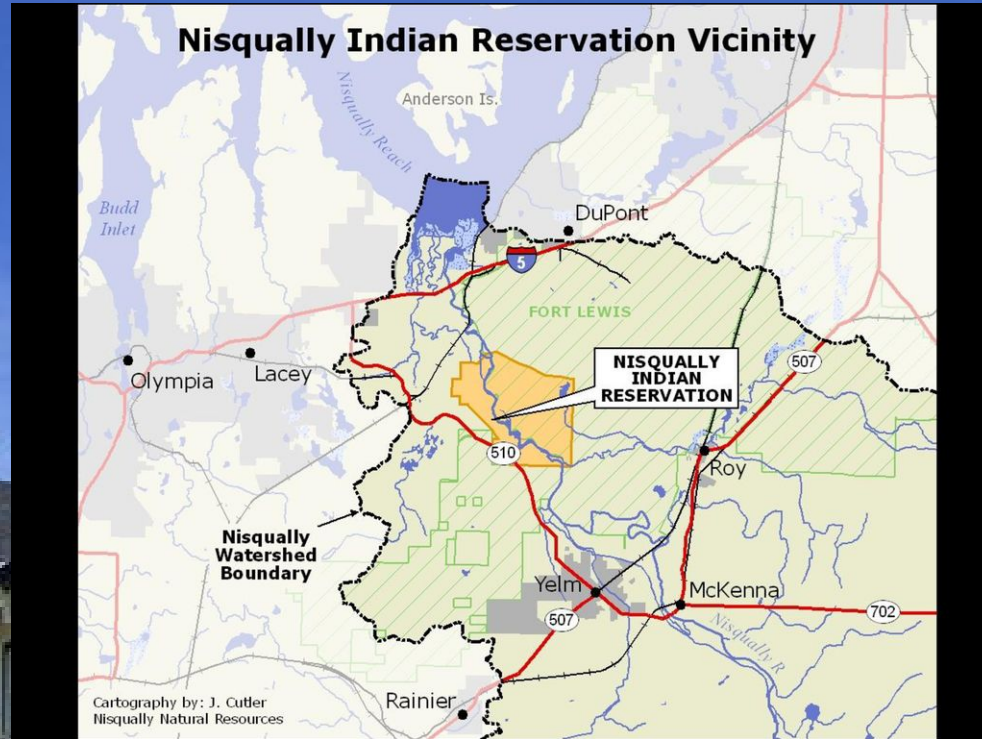 Nisqually Indian Reservation Vicinity
Anderson Is.
Nisqually Reach
Budd
Inlet
DuPont
5
FORT LEWIS
NISQUALLY
INDIAN
RESERVATION
507
Olympia
Lacey
510
Roy
Nisqually
Watershed
Boundary
Yelm
McKenna
507
702
Nisqually R
Rainier
Cartography by: J. Cutler
Nisqually Natural Resources